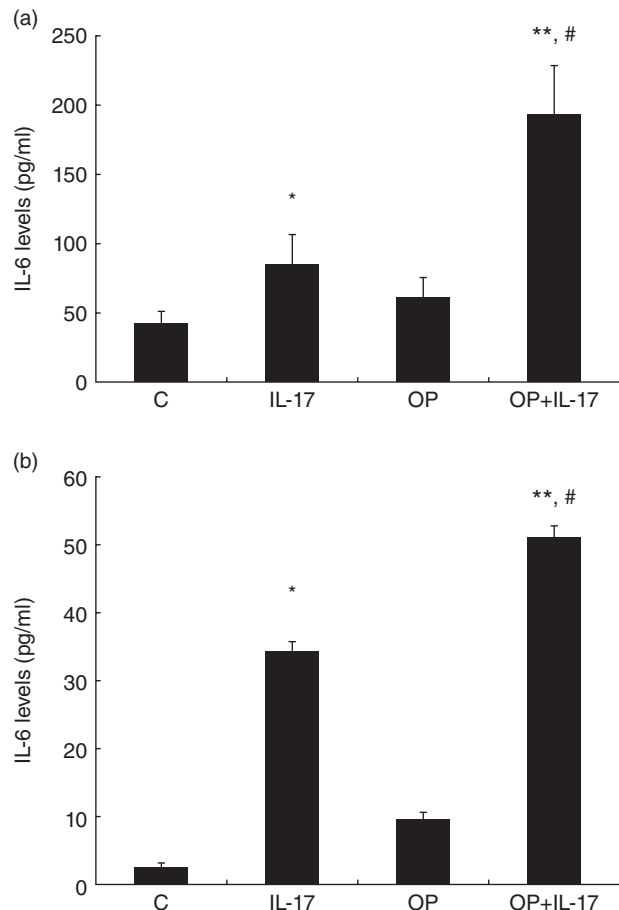 (a)
250
200
150
100
50
0
IL-6 levels (pg/ml)
*
**, #
C IL-17 OP OP+IL-17
(b)
60
50
40
30
20
10
0
IL-6 levels (pg/ml)
*
**, #
C IL-17 OP OP+IL-17